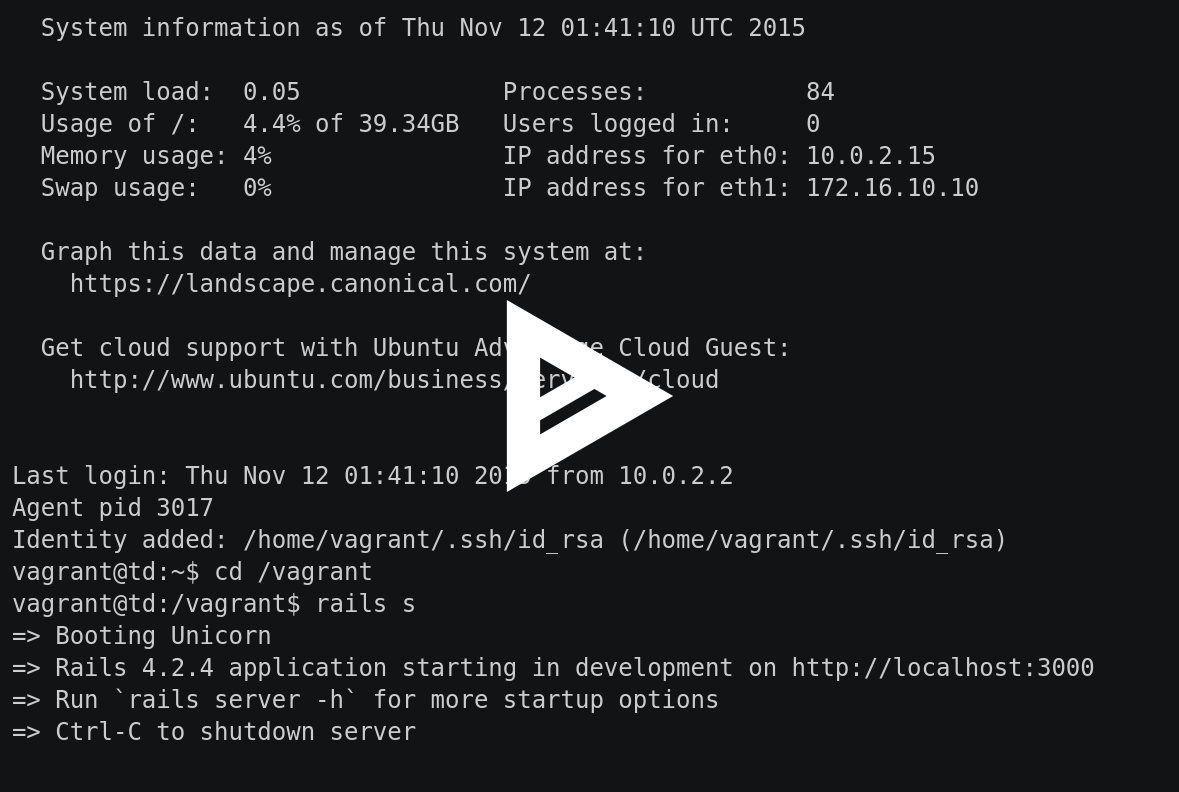 System information as of Thu Nov 12 01:41:10 UTC 2015
System load:  0.05              Processes:           84
Usage of /:   4.4% of 39.34GB   Users logged in:     0
Memory usage: 4%                IP address for eth0: 10.0.2.15
Swap usage:   0%                IP address for eth1: 172.16.10.10
Graph this data and manage this system at:
https://landscape.canonical.com/
Get cloud support with Ubuntu Cloud Guest:
http://www.ubuntu.com/business/ /cloud
Last login: Thu Nov 12 01:41:10 from 10.0.2.2
Agent pid 3017
Identity added: /home/vagrant/.ssh/id_rsa (/home/vagrant/.ssh/id_rsa)
vagrant@td:~$ cd /vagrant
vagrant@td:/vagrant$ rails s
=> Booting Unicorn
=> Rails 4.2.4 application starting in development on http://localhost:3000
=> Run `rails server -h` for more startup options
=> Ctrl-C to shutdown server